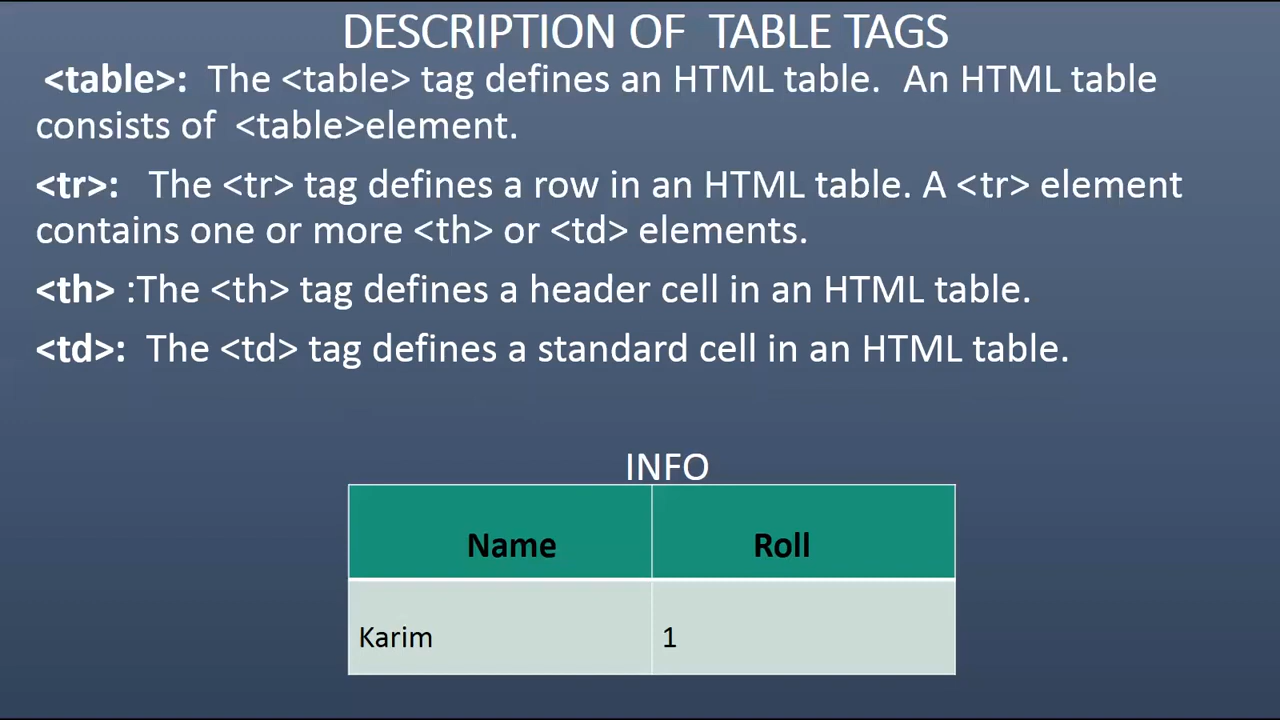 DESCRIPTION OF TABLE TAGS
<table>: The <table> tag defines an HTML table. An HTML table
consists of <table>element.
<tr>: The <tr> tag defines a row in an HTML table. A <tr> element
contains one or more <th> or <td> elements.
<th> :The <th> tag defines a header cell in an HTML table.
<td>: The <td> tag defines a standard cell in an HTML table.
INFO
Name Roll
Karim 1